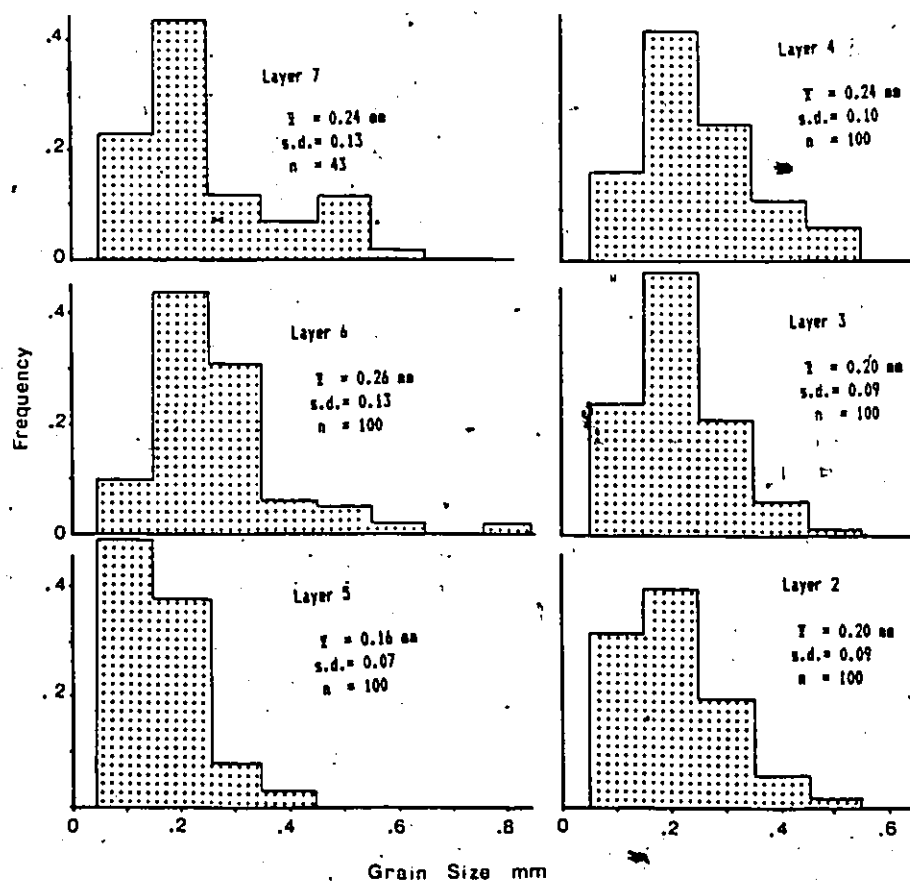 .4
.2
0
Layer 7
X̄ = 0.24 mm
s.d.= 0.13
n = 43
Layer 4
X̄ = 0.24 mm
s.d.= 0.10
n = 100
Frequency
.4
.2
0
Layer 6
X̄ = 0.26 mm
s.d.= 0.13
n = 100
Layer 3
X̄ = 0.20 mm
s.d.= 0.09
n = 100
.4
.2
Layer 5
X̄ = 0.16 mm
s.d.= 0.07
n = 100
Layer 2
X̄ = 0.20 mm
s.d.= 0.09
n = 100
0 .2 .4 .6 .8 0 .2 .4 .6
Grain Size mm